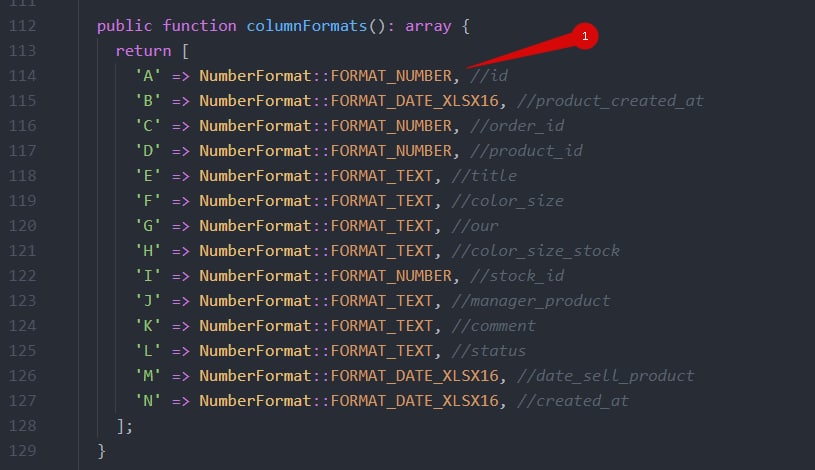 111
112 public function columnFormats(): array {
1
113 return [
114 'A' => NumberFormat::FORMAT_NUMBER, //id
115 'B' => NumberFormat::FORMAT_DATE_XLSX16, //product_created_at
116 'C' => NumberFormat::FORMAT_NUMBER, //order_id
117 'D' => NumberFormat::FORMAT_NUMBER, //product_id
118 'E' => NumberFormat::FORMAT_TEXT, //title
119 'F' => NumberFormat::FORMAT_TEXT, //color_size
120 'G' => NumberFormat::FORMAT_TEXT, //our
121 'H' => NumberFormat::FORMAT_TEXT, //color_size_stock
122 'I' => NumberFormat::FORMAT_NUMBER, //stock_id
123 'J' => NumberFormat::FORMAT_TEXT, //manager_product
124 'K' => NumberFormat::FORMAT_TEXT, //comment
125 'L' => NumberFormat::FORMAT_TEXT, //status
126 'M' => NumberFormat::FORMAT_DATE_XLSX16, //date_sell_product
127 'N' => NumberFormat::FORMAT_DATE_XLSX16, //created_at
128 ];
129 }